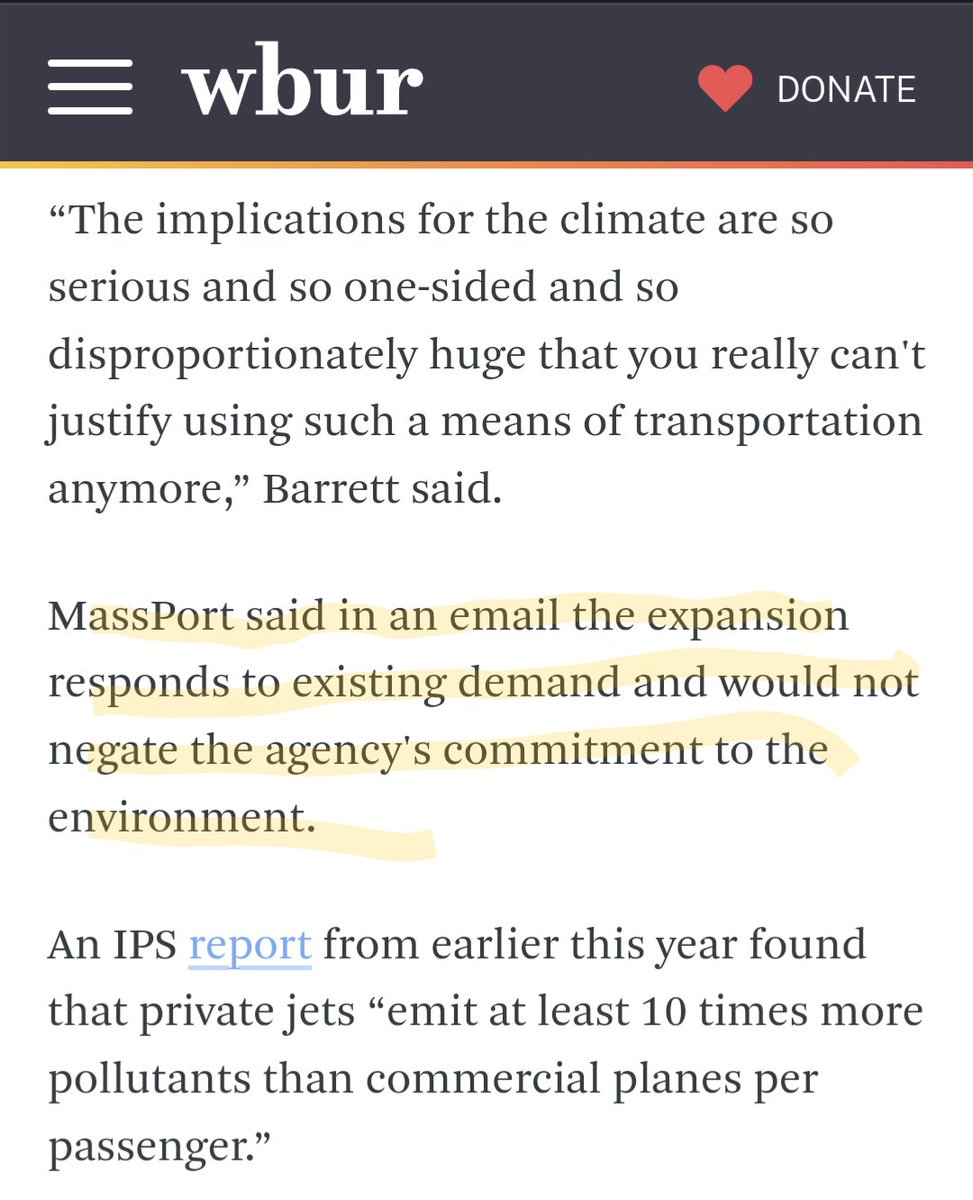 wbur
DONATE
“The implications for the climate are so
serious and so one-sided and so
disproportionately huge that you really can't
justify using such a means of transportation
anymore,” Barrett said.
MassPort said in an email the expansion
responds to existing demand and would not
negate the agency's commitment to the
environment.
An IPS report from earlier this year found
that private jets “emit at least 10 times more
pollutants than commercial planes per
passenger.”